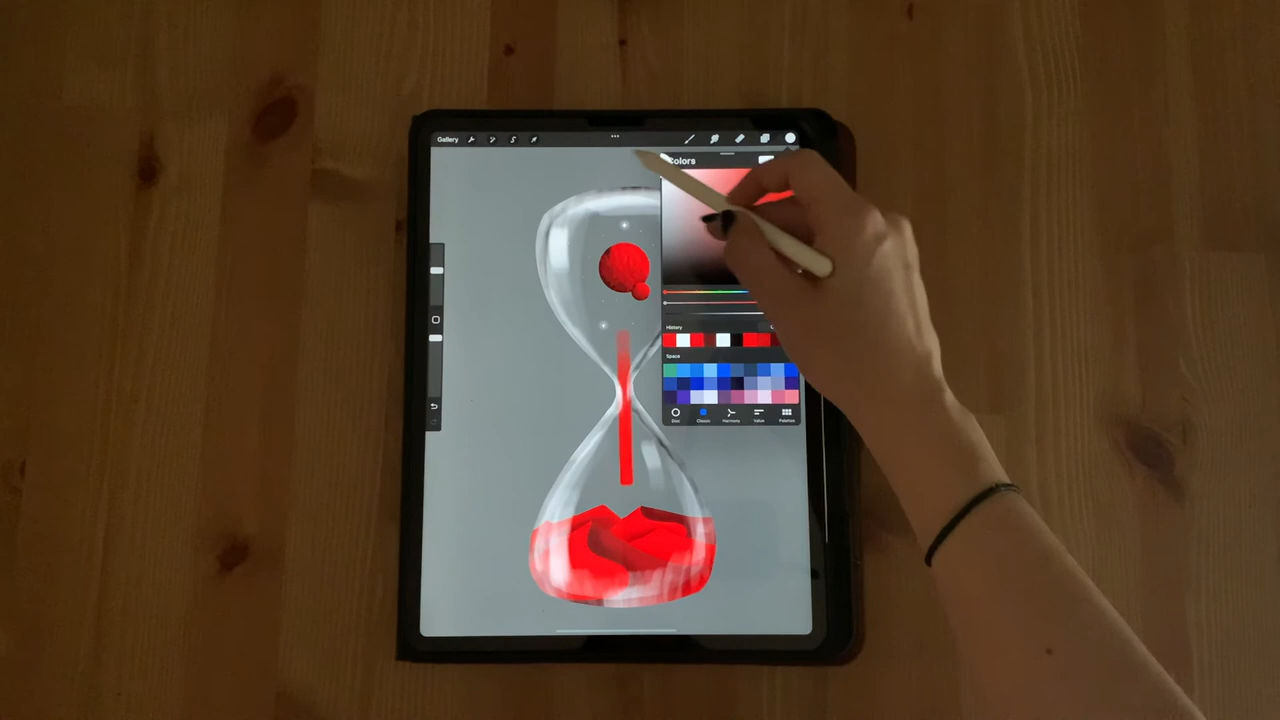 Gallery
Colors
History
Space
Disc
Classic
Harmony
Value
Palettes